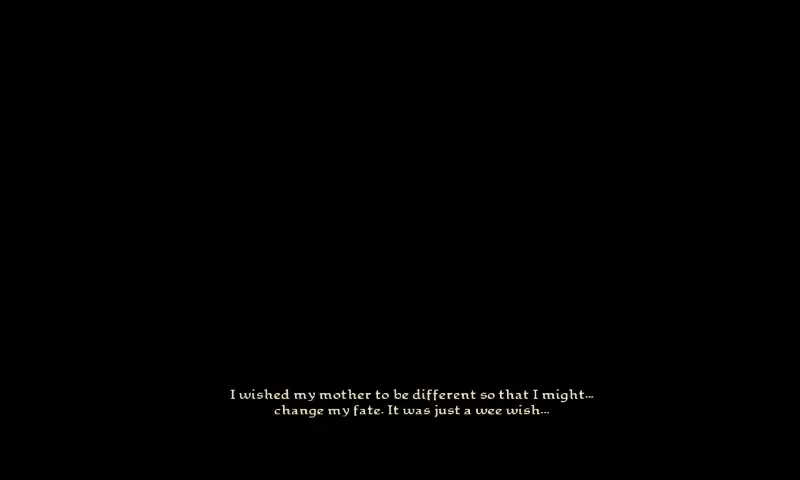 I wished my mother to be different so that I might...
change my fate. It was just a wee wish...